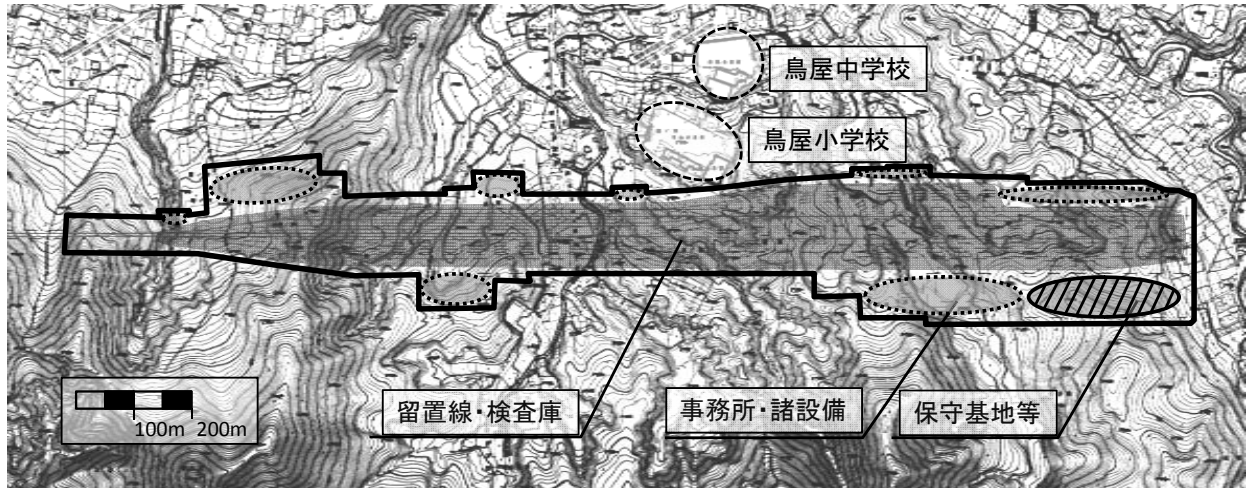 鳥屋中学校
鳥屋小学校
留置線・検査庫
事務所・諸設備
保守基地等
100m 200m